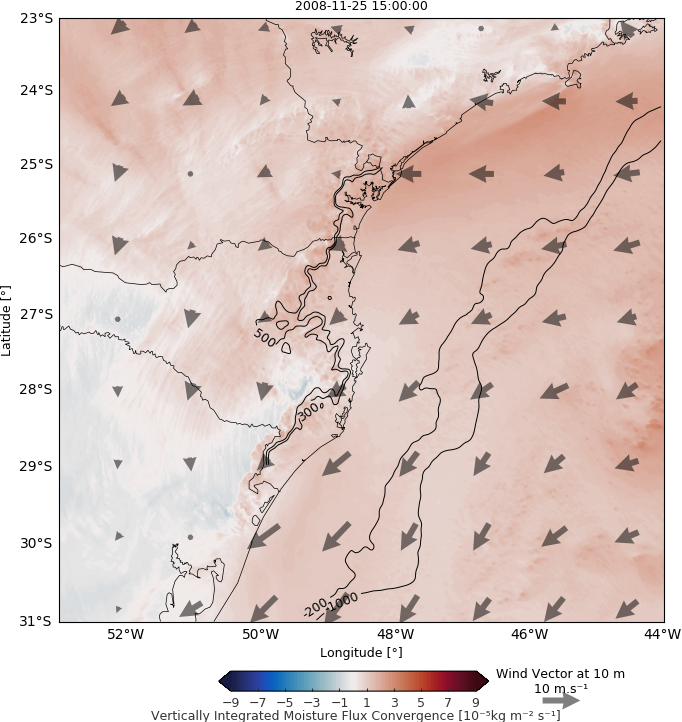 2008-11-25 15:00:00
23°S
24°S
25°S
26°S
27°S
28°S
29°S
30°S
31°S
Latitude [°]
500
300
-200
-1000
52°W 50°W 48°W 46°W 44°W
Longitude [°]
−9 −7 −5 −3 −1 1 3 5 7 9
Vertically Integrated Moisture Flux Convergence [10⁻⁵kg m⁻² s⁻¹]
Wind Vector at 10 m
10 m.s⁻¹